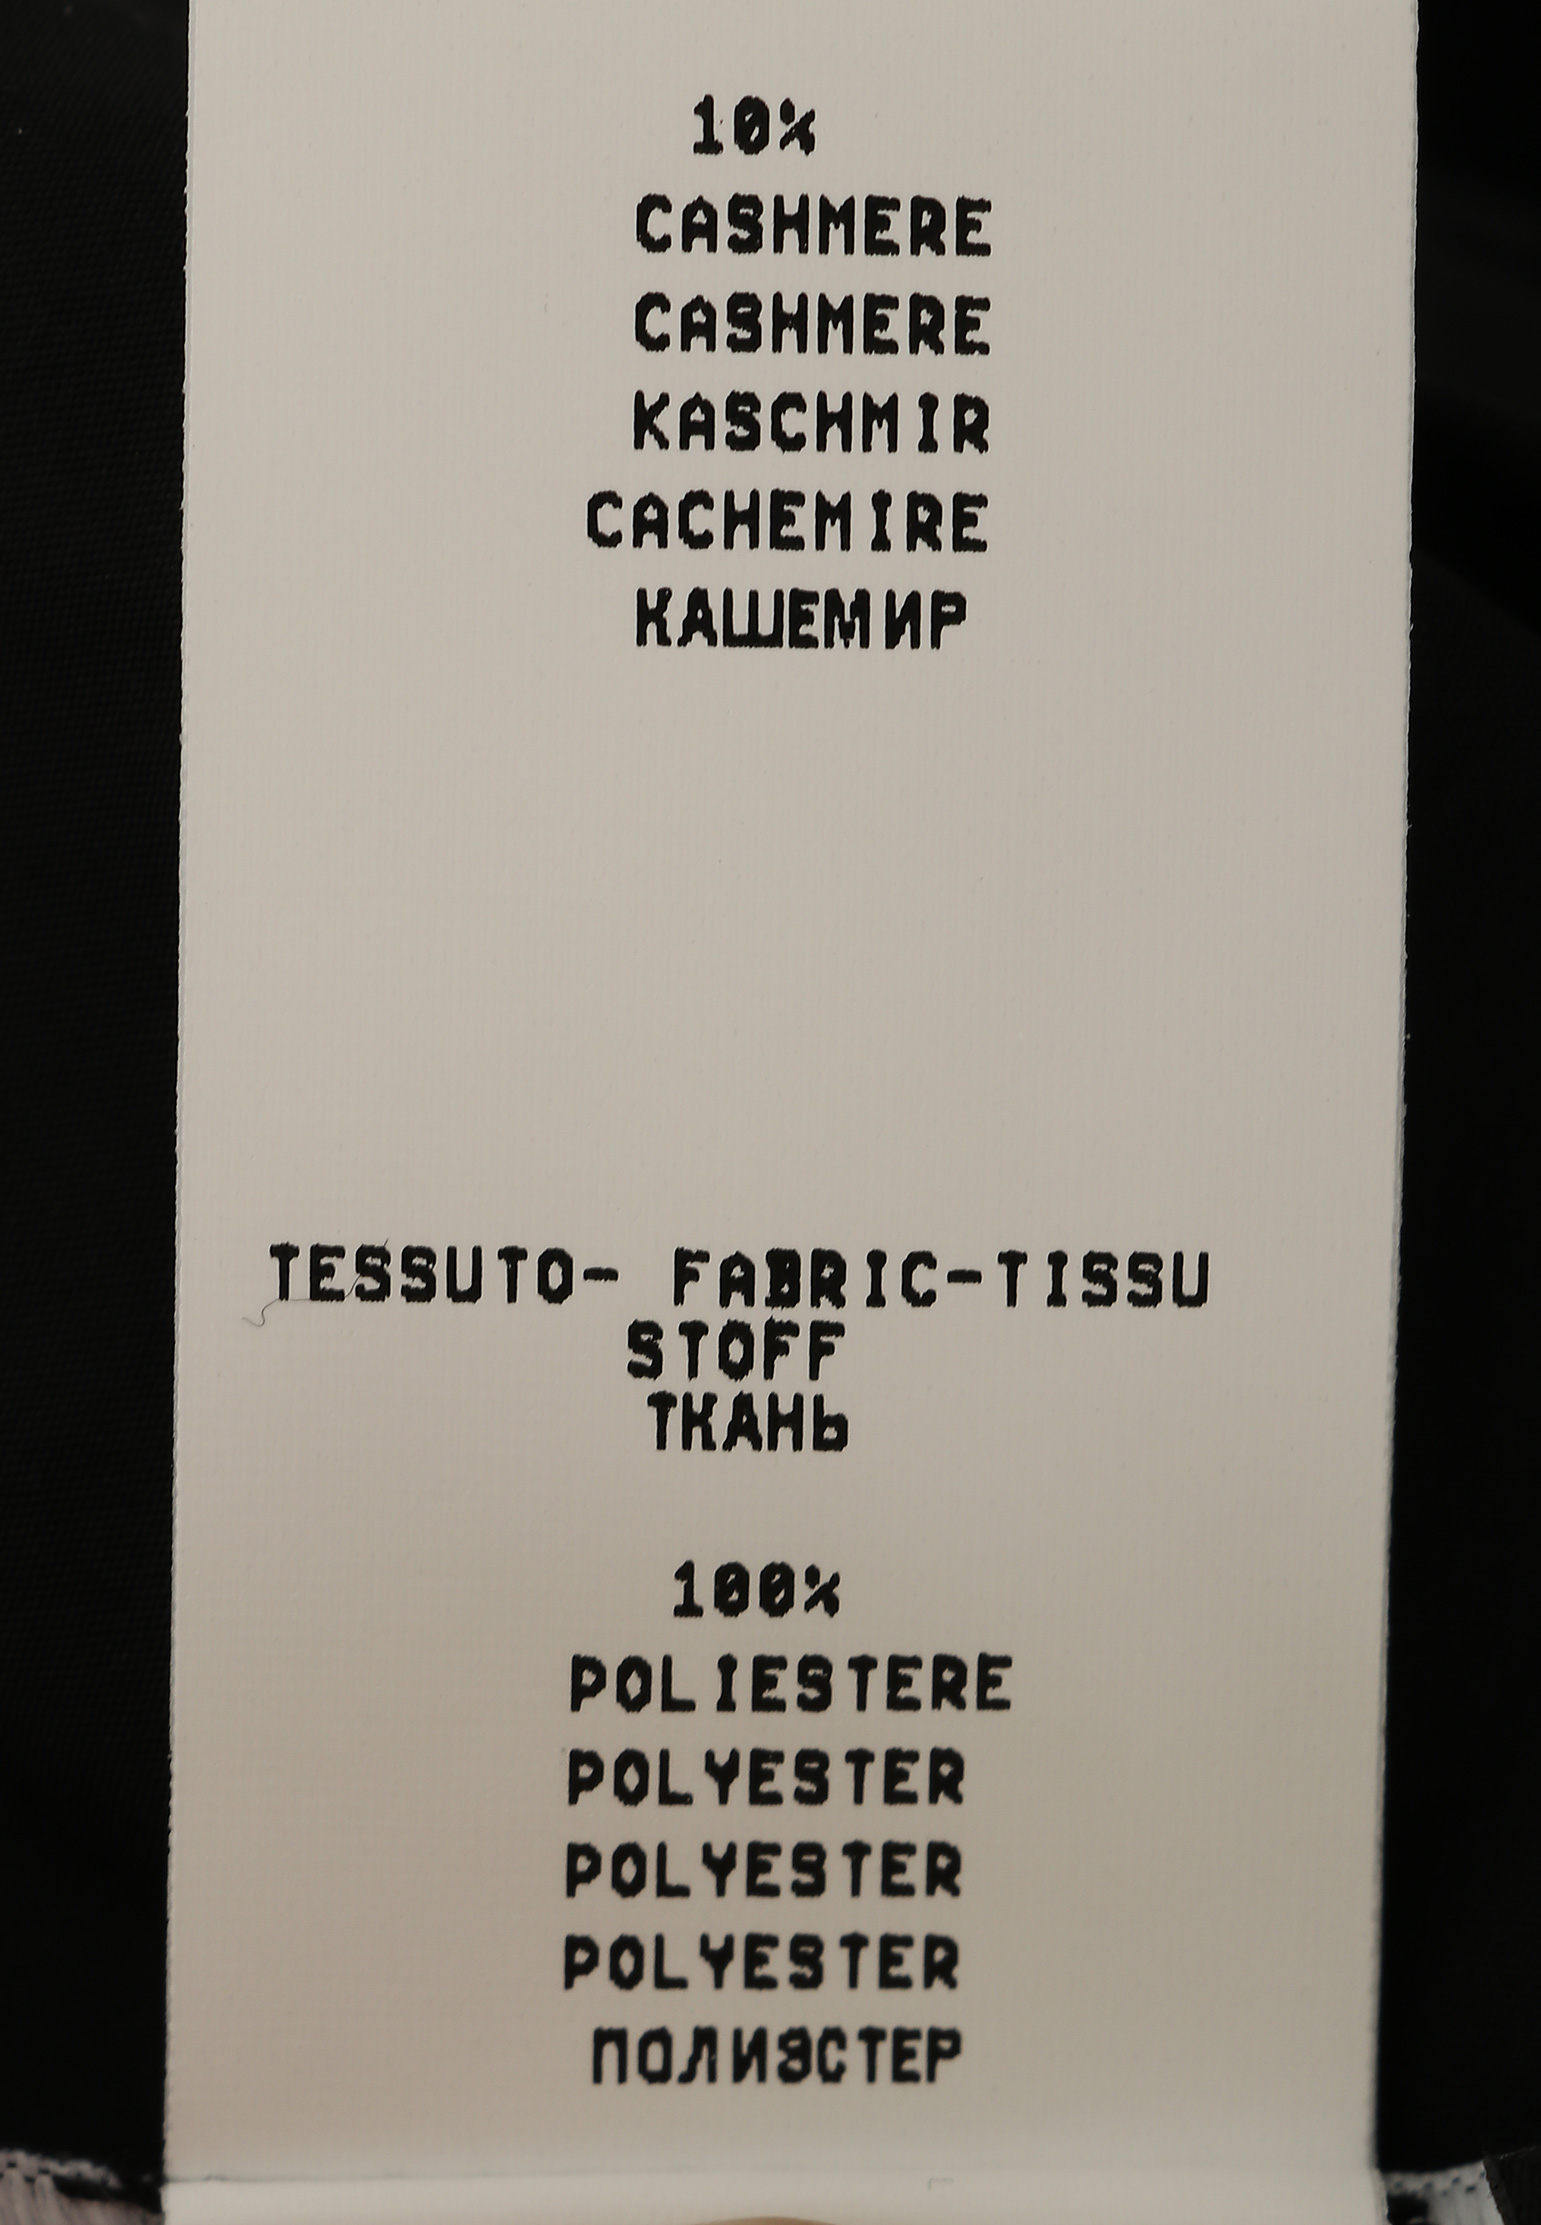 10%
CASHMERE
CASHMERE
KASCHMIR
CACHEMIRE
КАШЕМИР
TESSUTO- FABRIC-TISSU
STOFF
ТКАНЬ
100%
POLIESTERE
POLYESTER
POLYESTER
POLYESTER
ПОЛИЭСТЕР